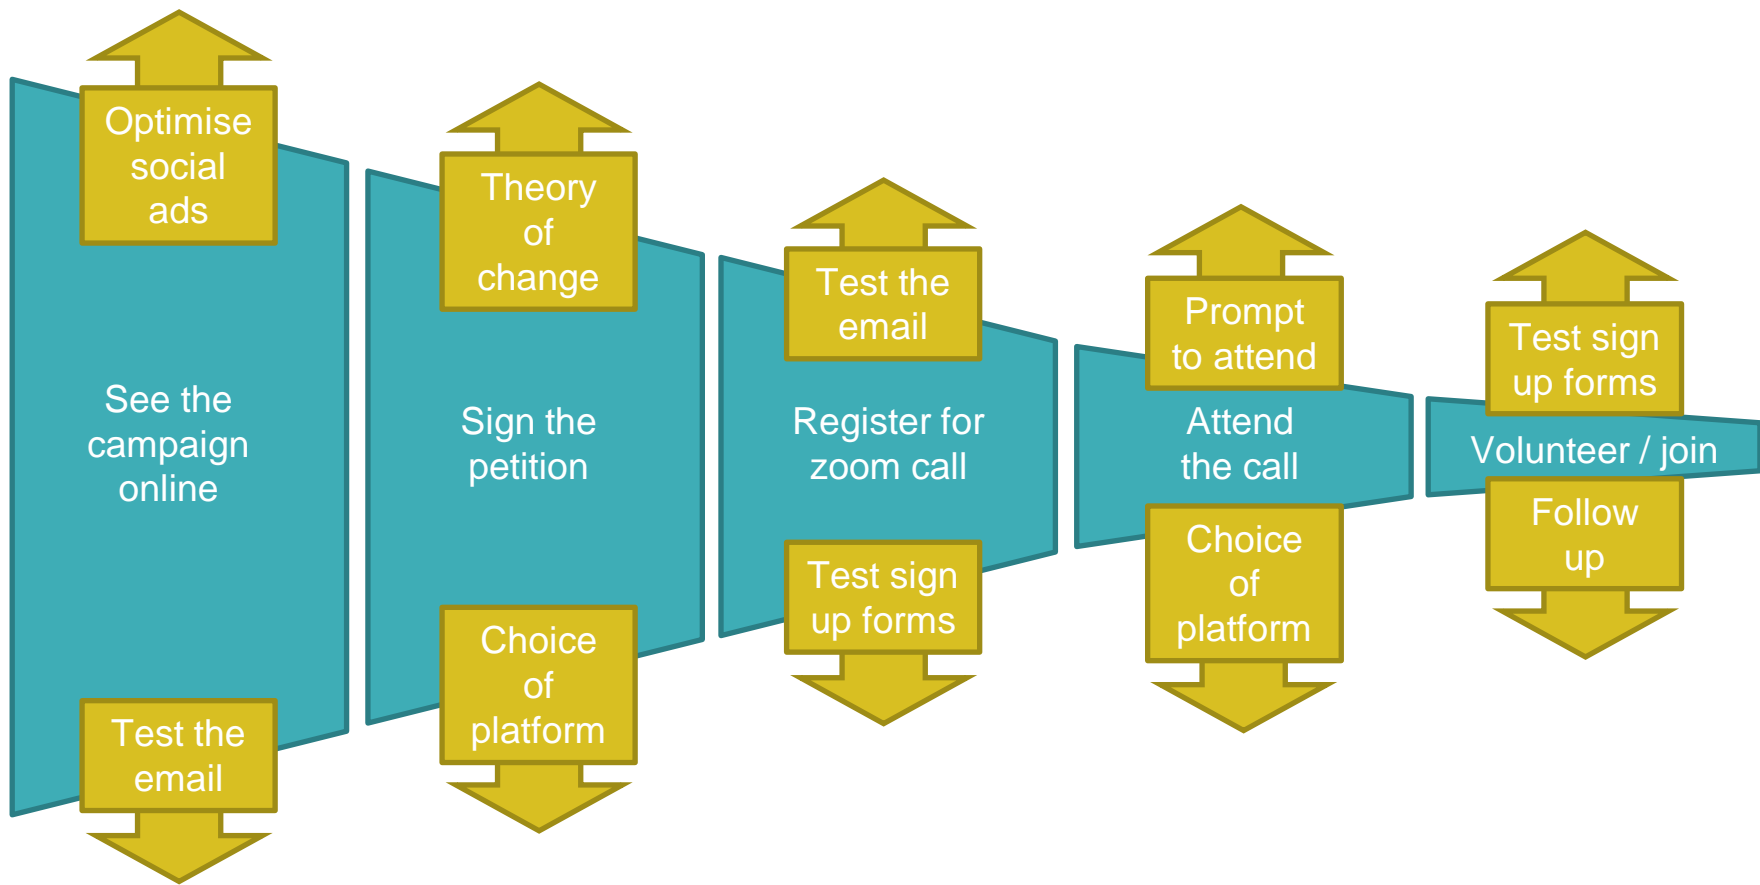 Optimise
social
ads
See the
campaign
online
Test the
email
Theory
of
change
Sign the
petition
Choice
of
platform
Test the
email
Register for
zoom call
Test sign
up forms
Prompt
to attend
Attend
the call
Choice
of
platform
Test sign
up forms
Volunteer / join
Follow
up